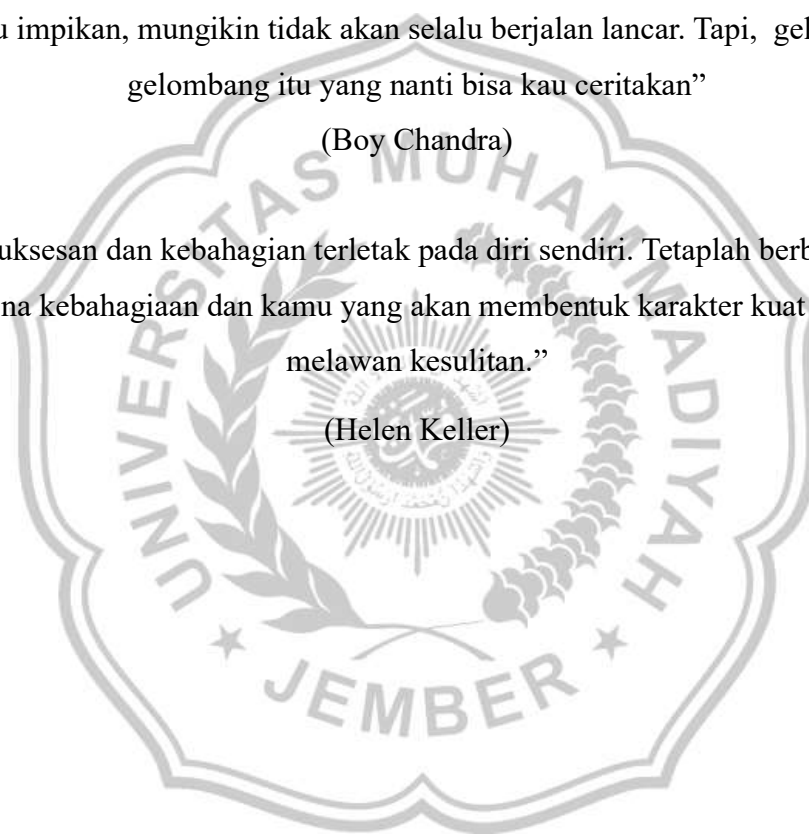 u impikan, mungikin tidak akan selalu berjalan lancar. Tapi, gel
gelombang itu yang nanti bisa kau ceritakan”
(Boy Chandra)
uksesan dan kebahagian terletak pada diri sendiri. Tetaplah berb
na kebahagiaan dan kamu yang akan membentuk karakter kuat
melawan kesulitan.”
(Helen Keller)
UNIVERSITAS MUHAMMADIYAH
JEMBER